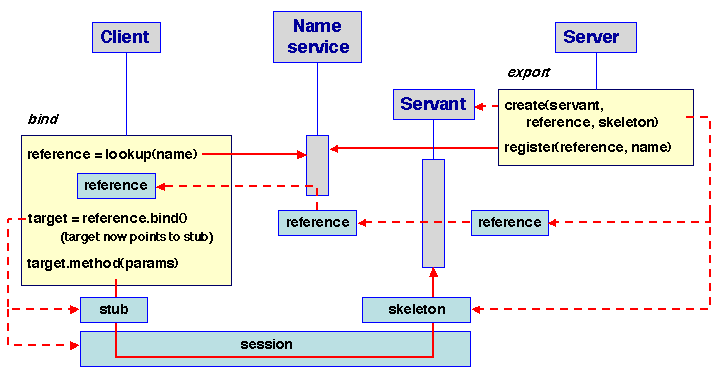 Client
Name
service
Server
export
Servant
create(servant,
reference, skeleton)
register(reference, name)
bind
reference = lookup(name)
reference
target = reference.bind()
(target now points to stub)
target.method(params)
reference
reference
stub
skeleton
session